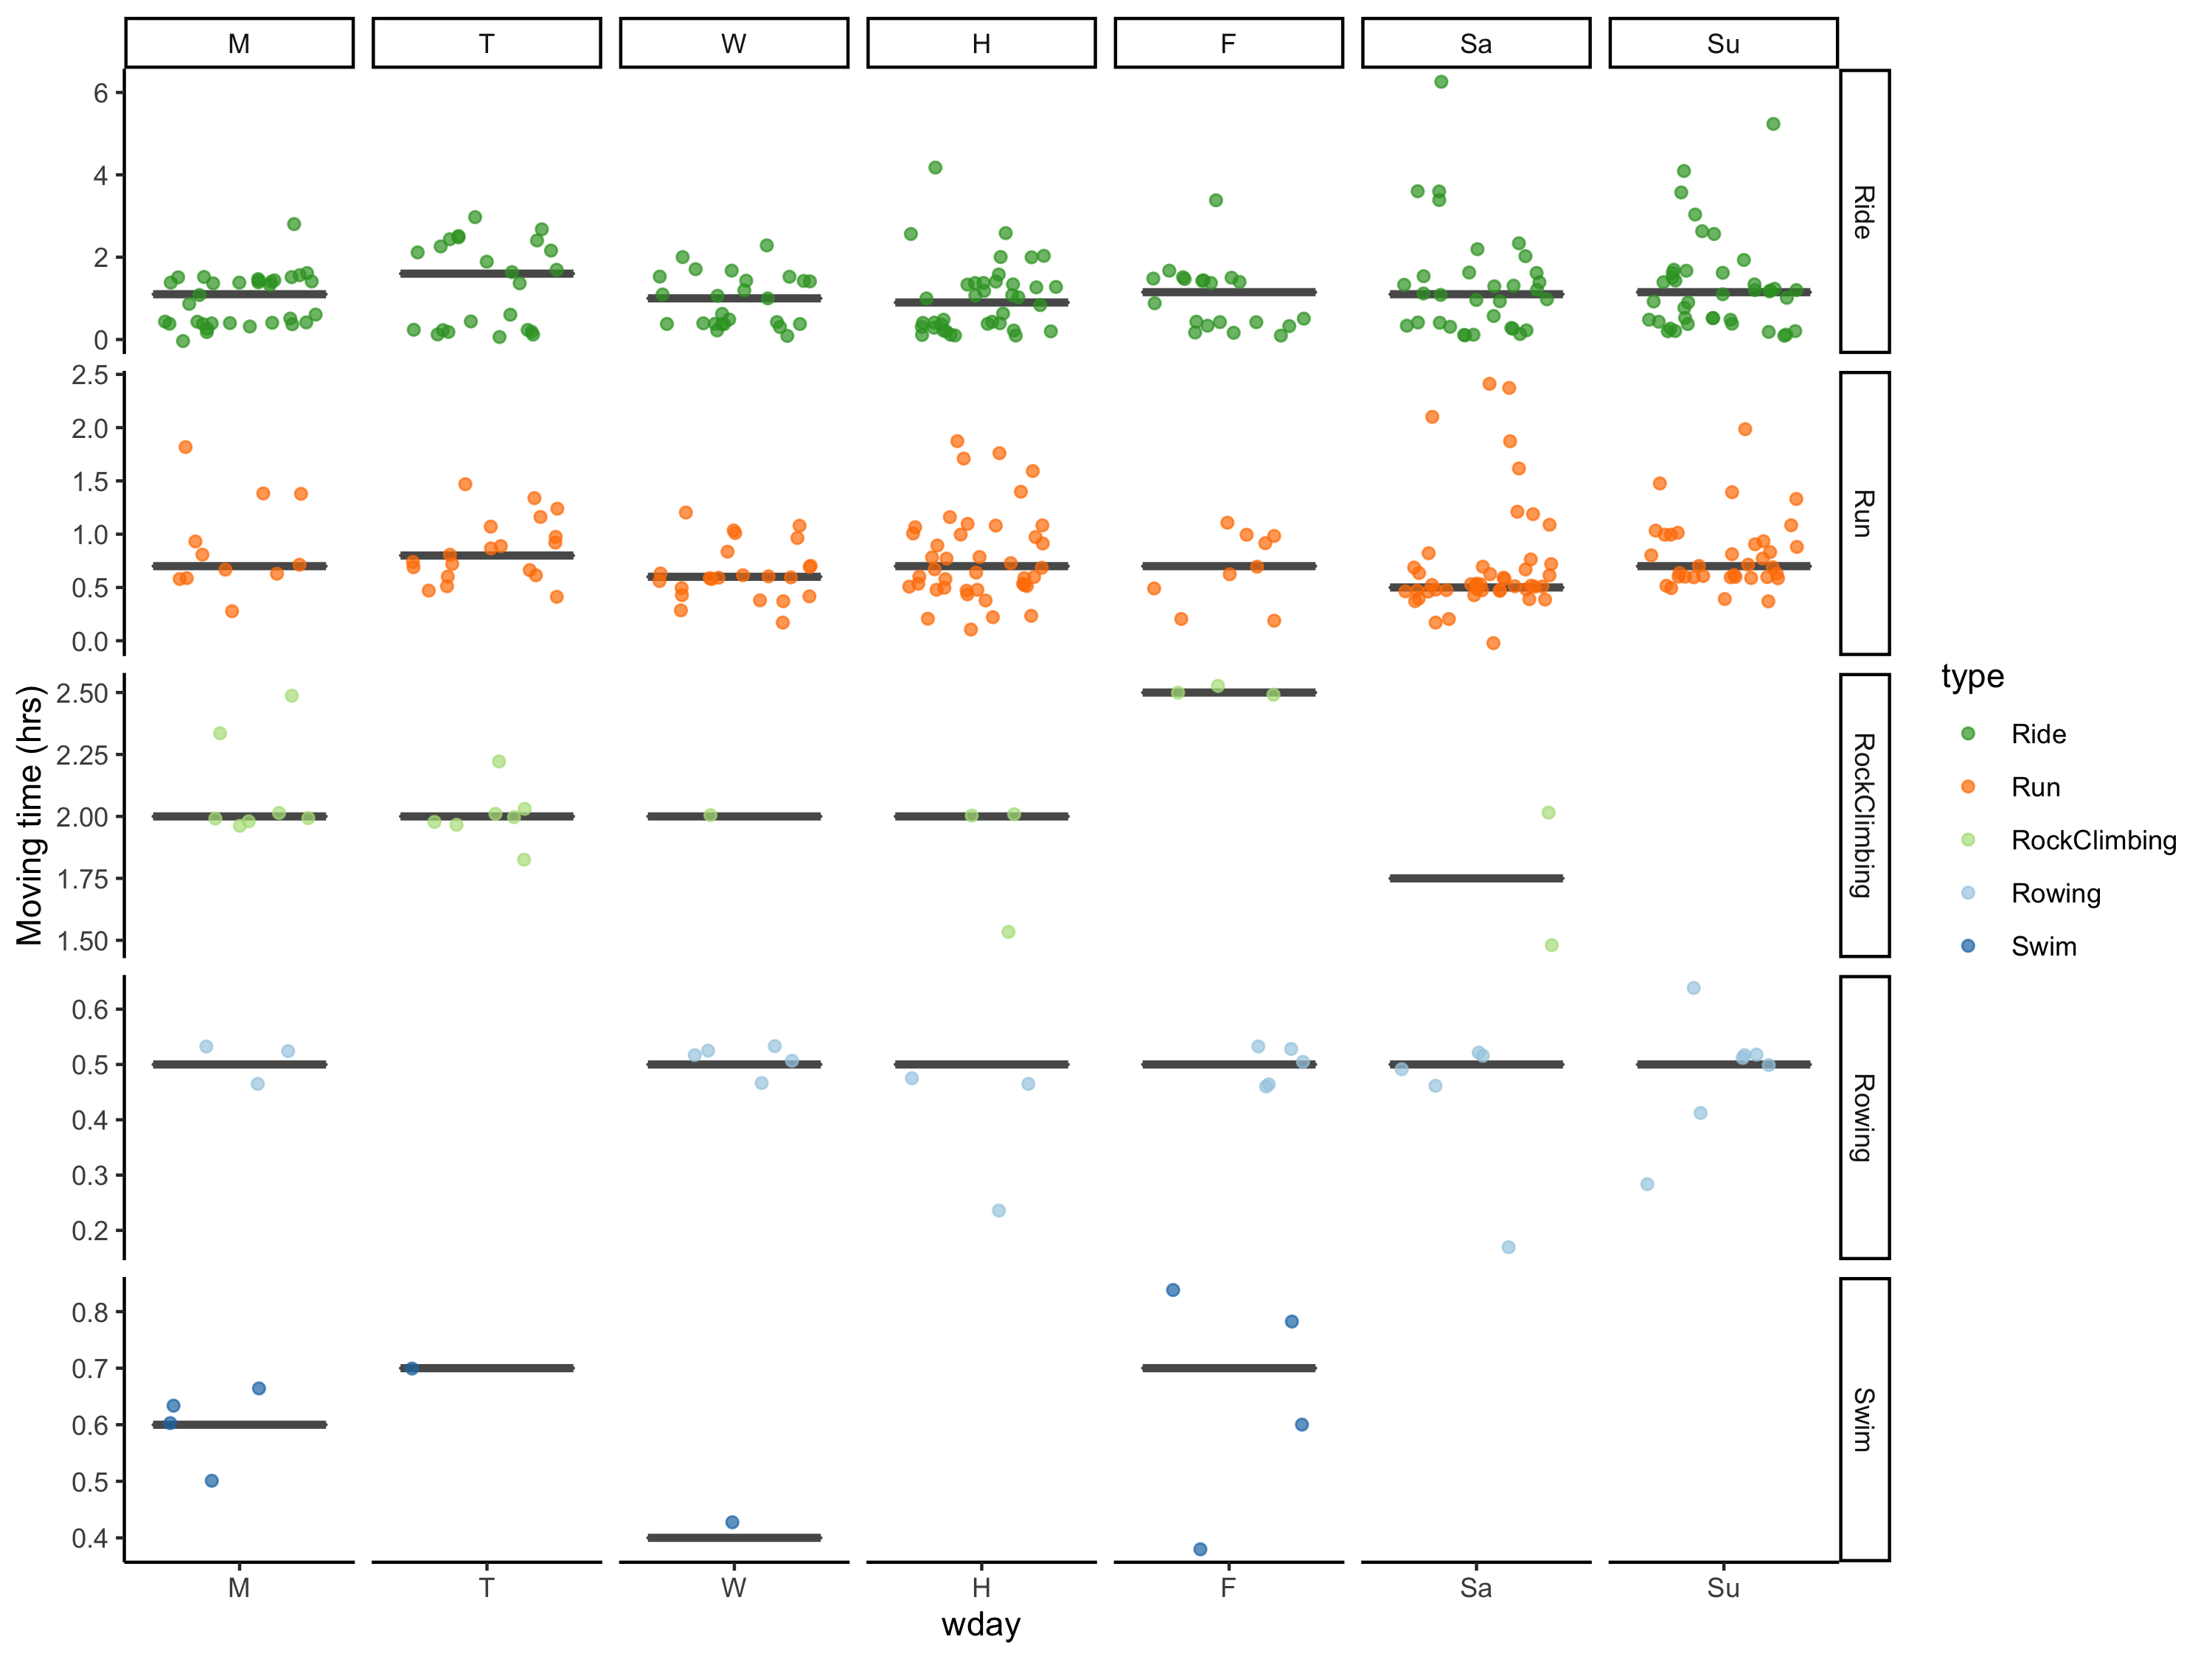 M T W H F Sa Su
6
4
2
0
Ride
2.5
2.0
1.5
1.0
0.5
0.0
Run
2.50
2.25
2.00
1.75
1.50
RockClimbing
0.6
0.5
0.4
0.3
0.2
Rowing
0.8
0.7
0.6
0.5
0.4
Swim
Moving time (hrs)
M T W H F Sa Su
wday
type
Ride
Run
RockClimbing
Rowing
Swim